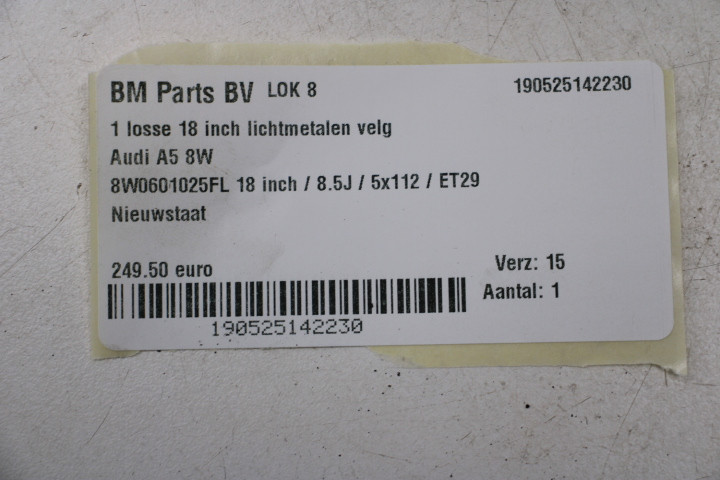 BM Parts BV LOK 8 190525142230
1 losse 18 inch lichtmetalen velg
Audi A5 8W
8W0601025FL 18 inch / 8.5J / 5x112 / ET29
Nieuwstaat
249.50 euro Verz: 15
Aantal: 1
190525142230